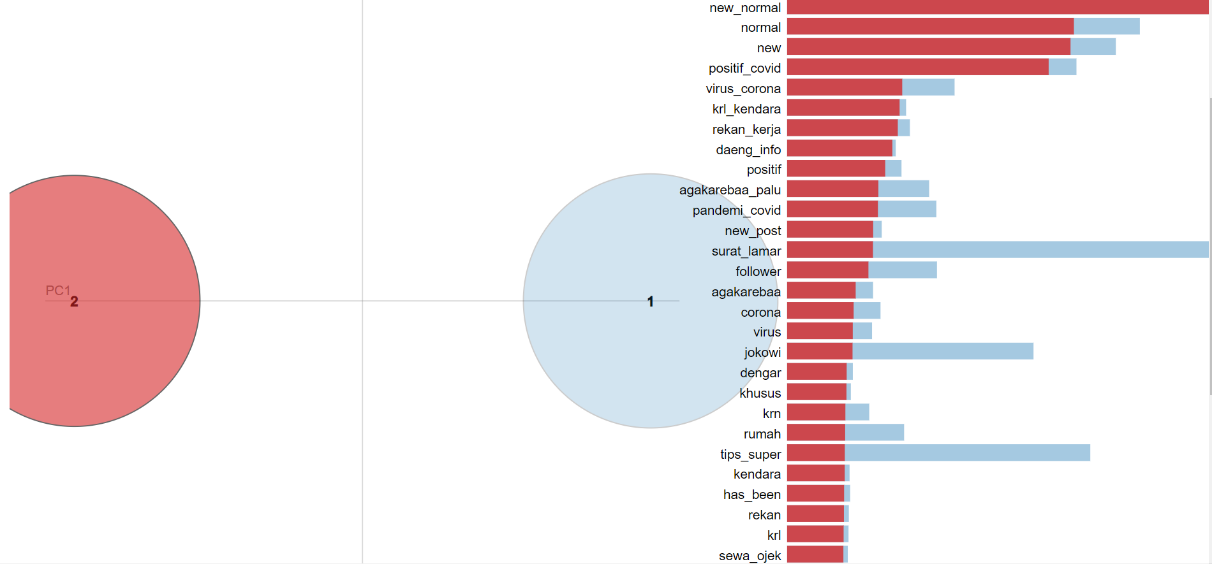 new_normal
normal
new
positif_covid
virus_corona
krl_kendara
rekan_kerja
daeng_info
positif
agakarebaa_palu
pandemi_covid
new_post
surat_lamar
follower
agakarebaa
corona
virus
jokowi
dengar
khusus
krn
rumah
tips_super
kendara
has_been
rekan
krl
sewa_ojek
PC1
2
1